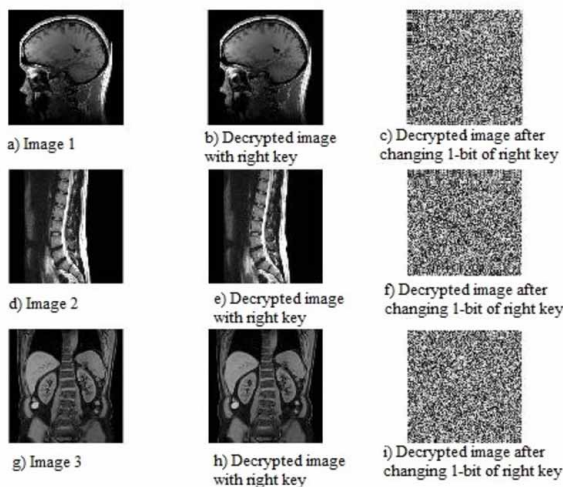 a) Image 1
b) Decrypted image
with right key
c) Decrypted image after
changing 1-bit of right key
d) Image 2
e) Decrypted image
with right key
f) Decrypted image after
changing 1-bit of right key
g) Image 3
h) Decrypted image
with right key
i) Decrypted image after
changing 1-bit of right key